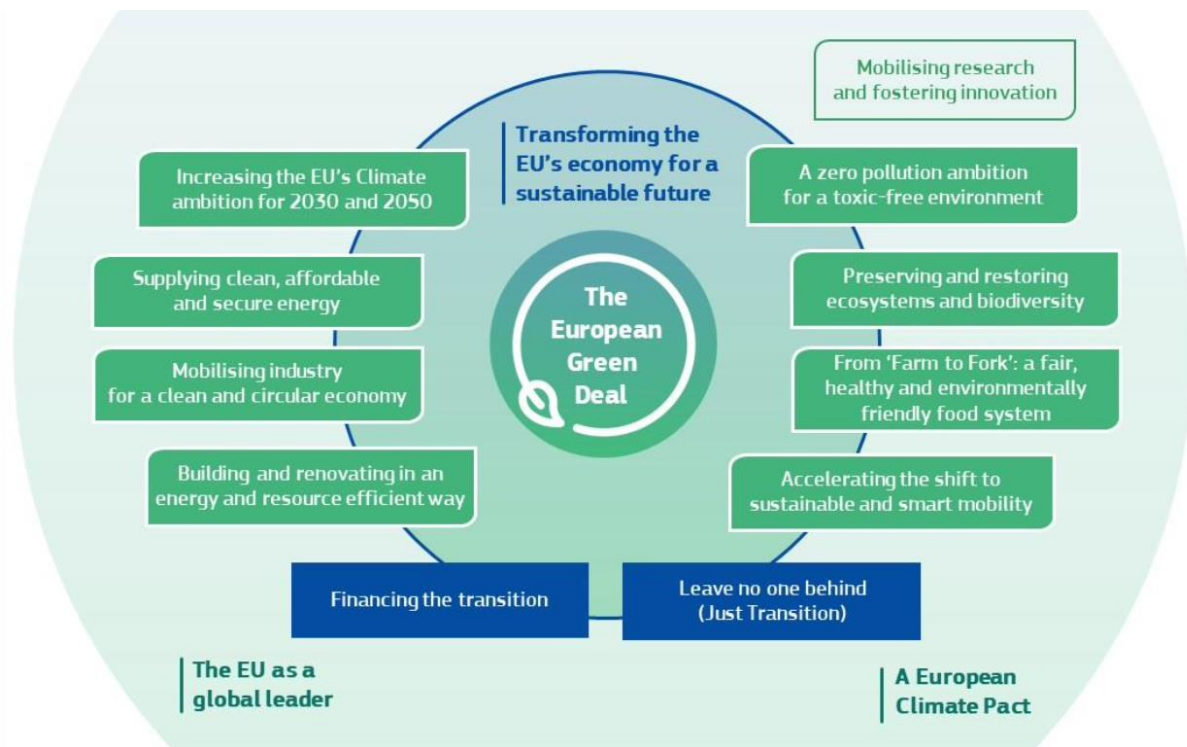 Mobilising research
and fostering innovation
Transforming the
EU's economy for a
sustainable future
Increasing the EU's Climate
ambition for 2030 and 2050
A zero pollution ambition
for a toxic-free environment
Supplying clean, affordable
and secure energy
Preserving and restoring
ecosystems and biodiversity
The
European
Green
Deal
Mobilising industry
for a clean and circular economy
From ‘Farm to Fork’: a fair,
healthy and environmentally
friendly food system
Building and renovating in an
energy and resource efficient way
Accelerating the shift to
sustainable and smart mobility
Financing the transition
Leave no one behind
(Just Transition)
The EU as a
global leader
A European
Climate Pact